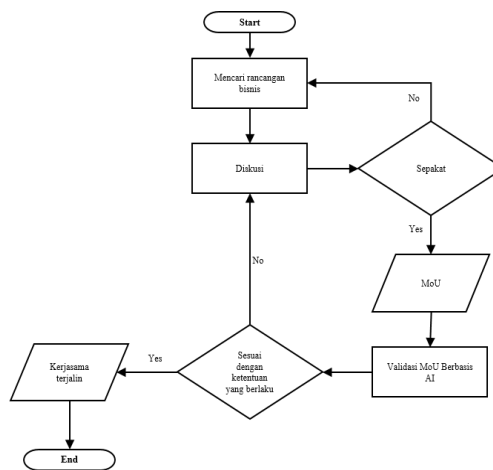 Start
Mencari rancangan
bisnis
No
Diskusi
Sepakat
Yes
MoU
No
Validasi MoU Berbasis
AI
Sesuai
dengan
ketentuan
yang berlaku
Yes
Kerjasama
terjalin
End